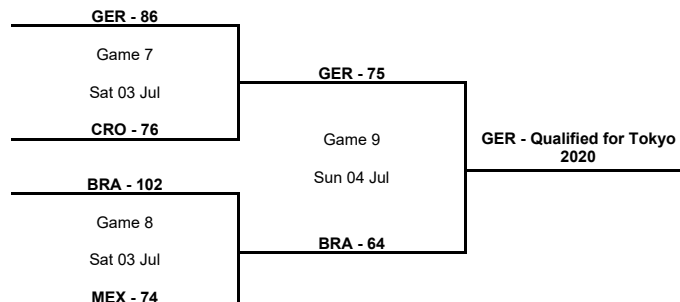 GER - 86
Game 7
Sat 03 Jul
CRO - 76
BRA - 102
Game 8
Sat 03 Jul
MEX - 74
GER - 75
Game 9
Sun 04 Jul
BRA - 64
GER - Qualified for Tokyo
2020